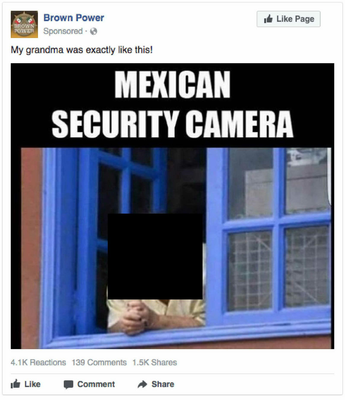 Brown Power
Like Page
Sponsored ·
My grandma was exactly like this!
MEXICAN
SECURITY CAMERA
4.1K Reactions 139 Comments 1.5K Shares
Like Comment Share